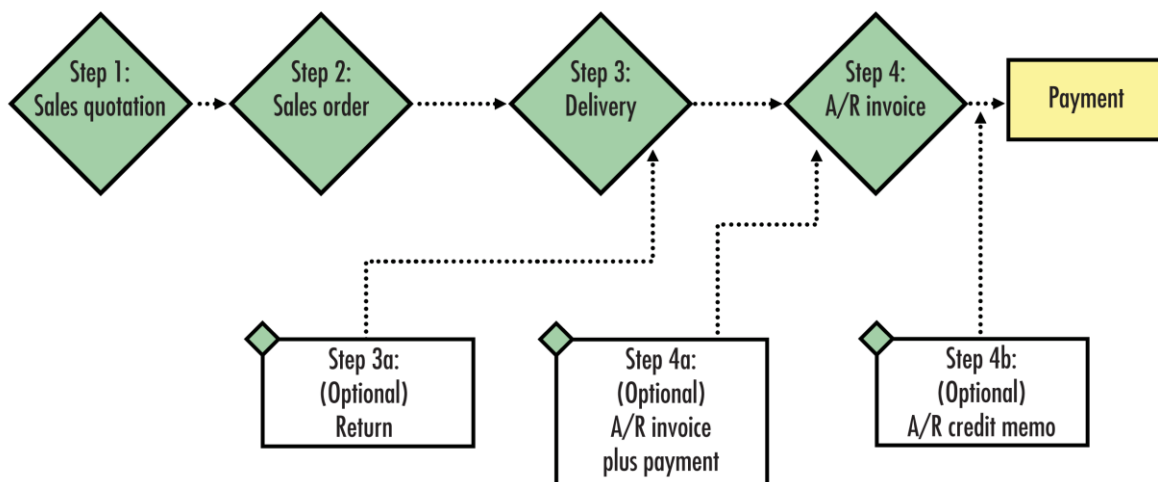 Step 1:
Sales quotation
Step 2:
Sales order
Step 3:
Delivery
Step 4:
A/R invoice
Payment
Step 3a:
(Optional)
Return
Step 4a:
(Optional)
A/R invoice
plus payment
Step 4b:
(Optional)
A/R credit memo